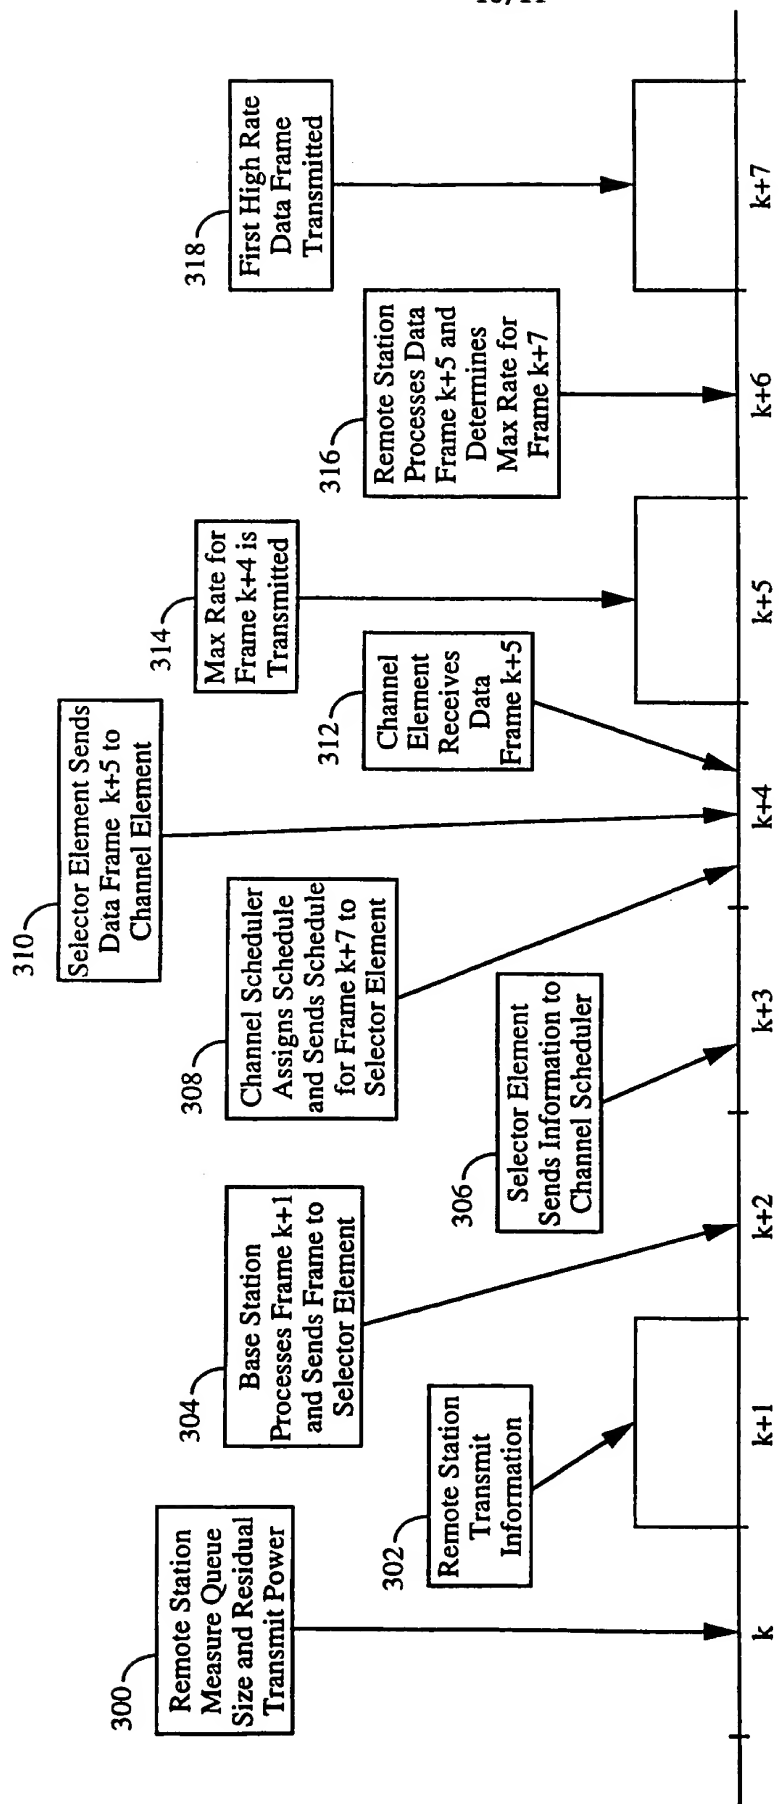 300
Remote Station
Measure Queue
Size and Residual
Transmit Power
302
Remote Station
Transmit
Information
304
Base Station
Processes Frame k+1
and Sends Frame to
Selector Element
306
Selector Element
Sends Information to
Channel Scheduler
308
Channel Scheduler
Assigns Schedule
and Sends Schedule
for Frame k+7 to
Selector Element
310
Selector Element Sends
Data Frame k+5 to
Channel Element
312
Channel
Element
Receives
Data
Frame k+5
314
Max Rate for
Frame k+4 is
Transmitted
316
Remote Station
Processes Data
Frame k+5 and
Determines
Max Rate for
Frame k+7
318
First High Rate
Data Frame
Transmitted
k
k+1
k+2
k+3
k+4
k+5
k+6
k+7